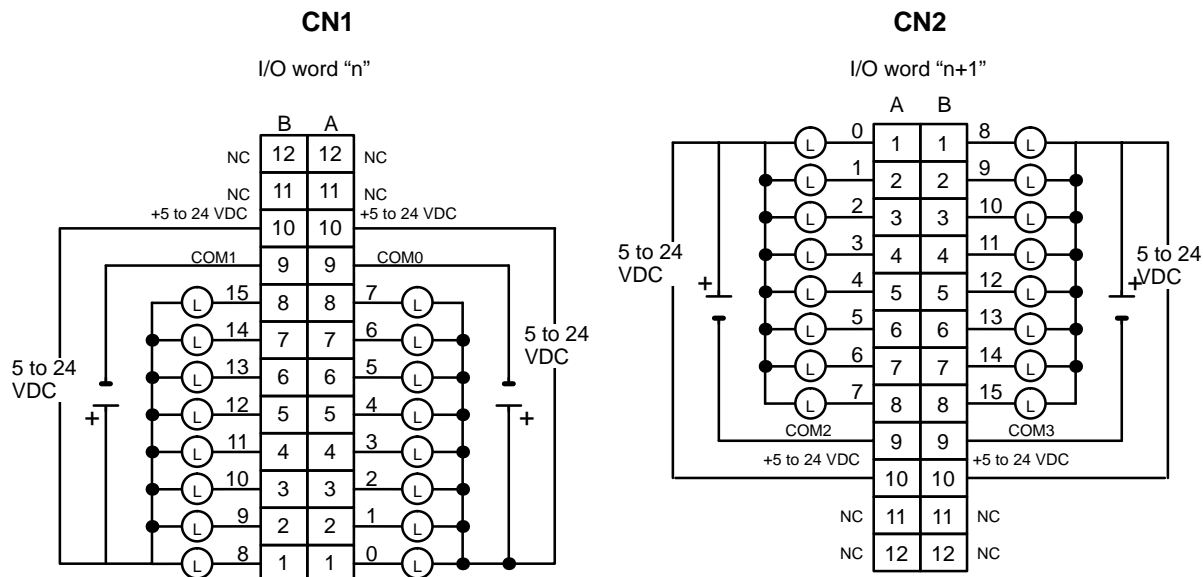 CN1
I/O word “n”
B A
NC 12 12 NC
NC 11 11 NC
+5 to 24 VDC 10 10 +5 to 24 VDC
COM1 9 9 COM0
L 15 8 8 7 L
L 14 7 7 6 L
L 13 6 6 5 L
L 12 5 5 4 L
L 11 4 4 3 L
L 10 3 3 2 L
L 9 2 2 1 L
L 8 1 1 0 L
5 to 24
VDC
+
5 to 24
VDC
+
CN2
I/O word “n+1”
A B
L 0 1 1 8 L
L 1 2 2 9 L
L 2 3 3 10 L
L 3 4 4 11 L
L 4 5 5 12 L
L 5 6 6 13 L
L 6 7 7 14 L
L 7 8 8 15 L
COM2 9 9 COM3
+5 to 24 VDC 10 10 +5 to 24 VDC
NC 11 11 NC
NC 12 12 NC
5 to 24
VDC
+
5 to 24
VDC
+